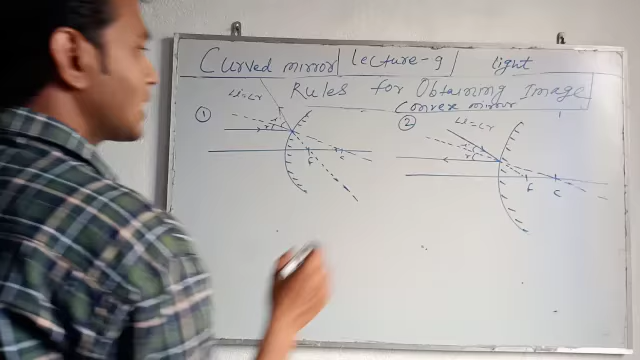 Curved mirror Lecture-9 light
Rules for Obtaining Image
Convex mirror
∠i=∠r
∠i=∠r
① ②
i
r
F C
i
r
F C